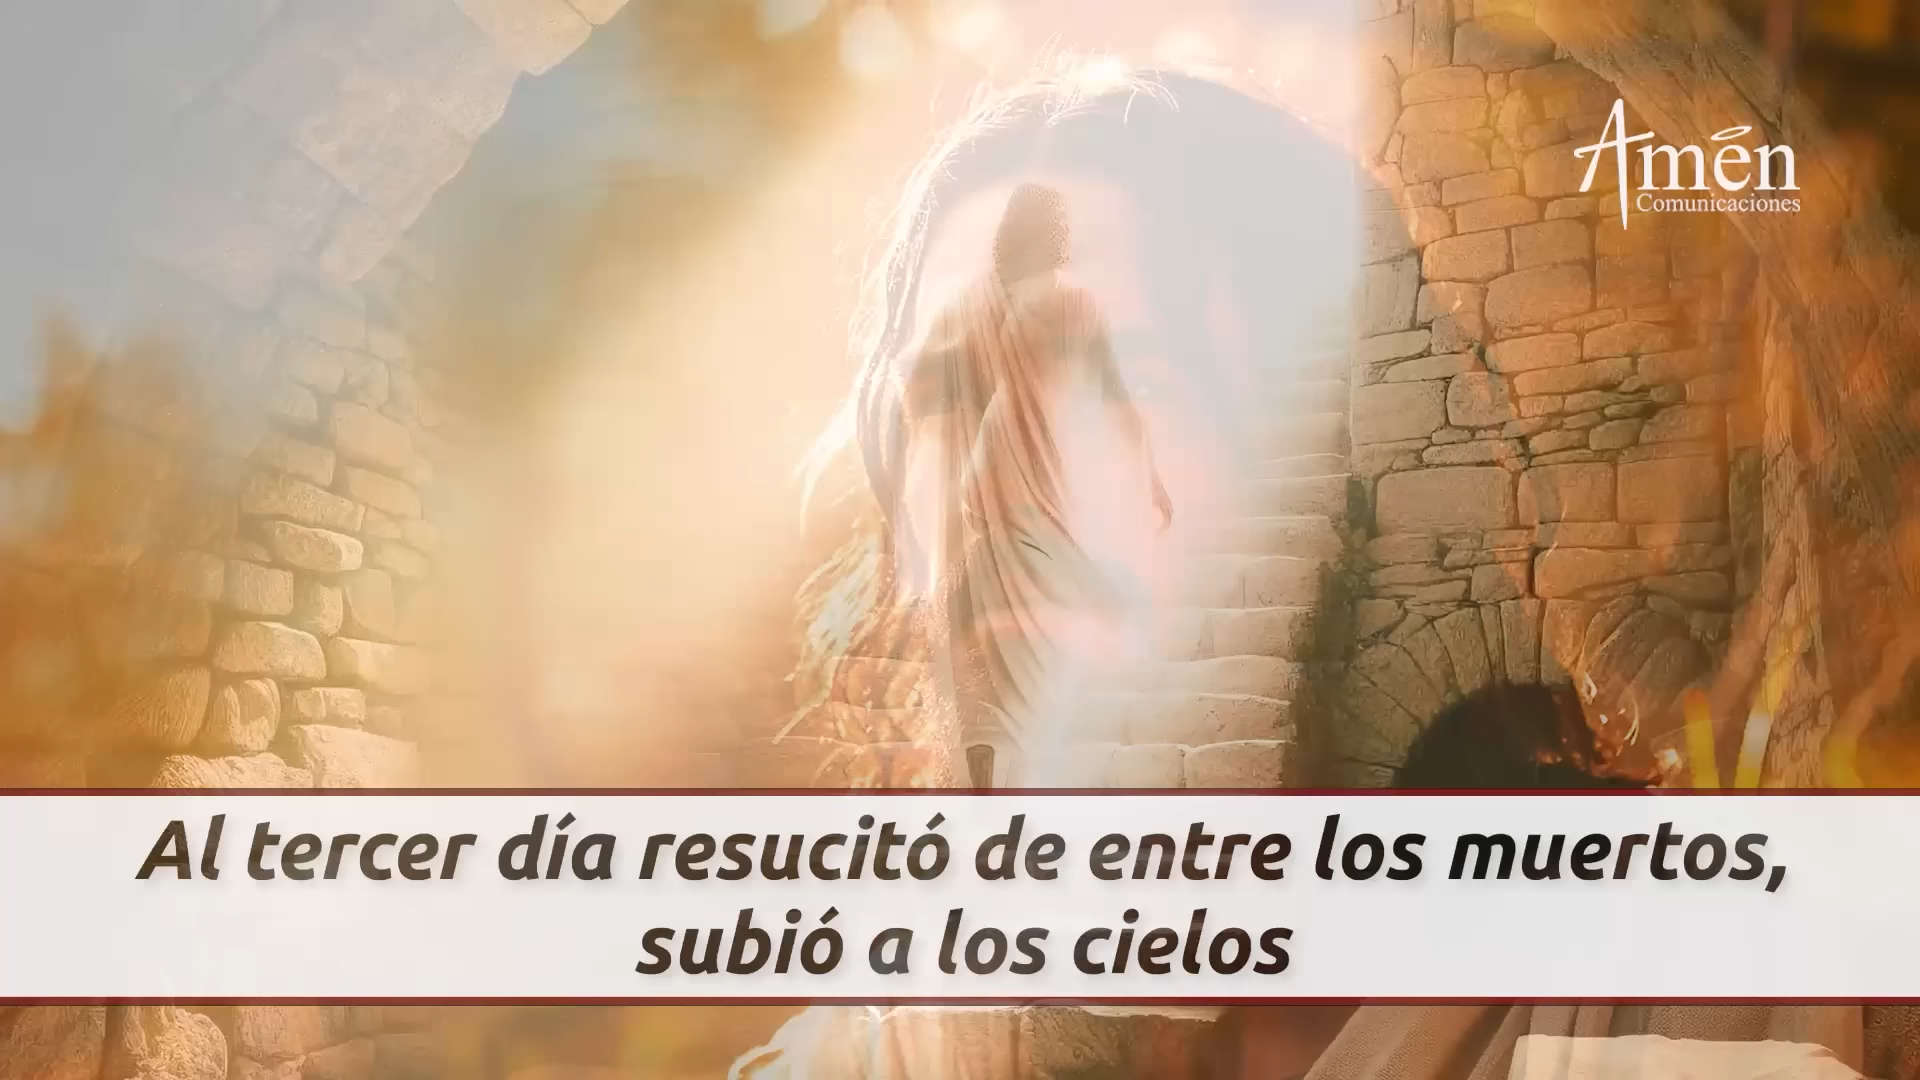 Amén
Comunicaciones
Al tercer día resucitó de entre los muertos,
subió a los cielos